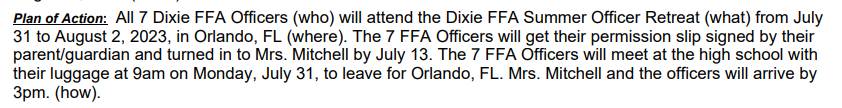 Plan of Action: All 7 Dixie FFA Officers (who) will attend the Dixie FFA Summer Officer Retreat (what) from July
31 to August 2, 2023, in Orlando, FL (where). The 7 FFA Officers will get their permission slip signed by their
parent/guardian and turned in to Mrs. Mitchell by July 13. The 7 FFA Officers will meet at the high school with
their luggage at 9am on Monday, July 31, to leave for Orlando, FL. Mrs. Mitchell and the officers will arrive by
3pm. (how).